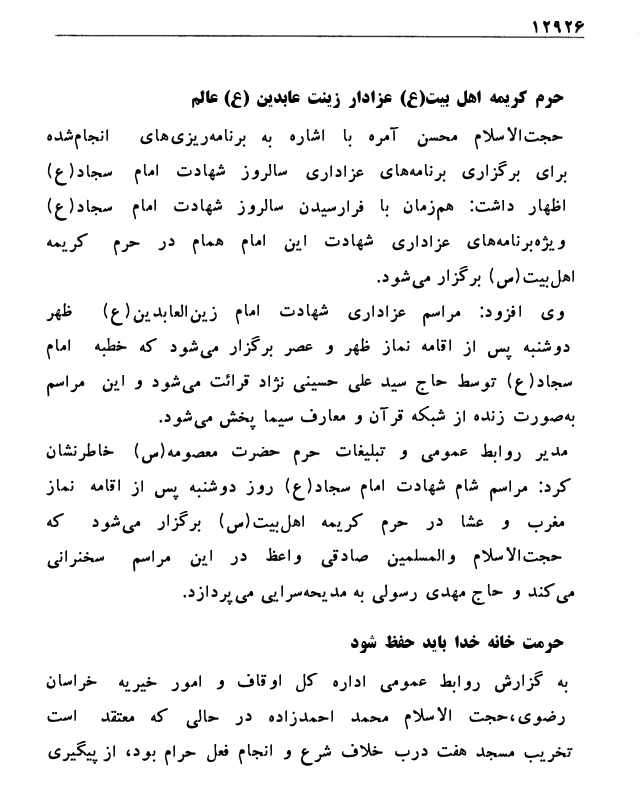 ۱۲۹۲۶
حرم کریمه اهل بیت(ع) عزادار زینت عابدین (ع) عالم
حجت‌الاسلام محسن آمره با اشاره به برنامه‌ریزی‌های انجام‌شده
برای برگزاری برنامه‌های عزاداری سالروز شهادت امام سجاد(ع)
اظهار داشت: هم‌زمان با فرارسیدن سالروز شهادت امام سجاد(ع)
ویژه‌برنامه‌های عزاداری شهادت این امام همام در حرم کریمه
اهل‌بیت(س) برگزار می‌شود.
وی افزود: مراسم عزاداری شهادت امام زین‌العابدین(ع) ظهر
دوشنبه پس از اقامه نماز ظهر و عصر برگزار می‌شود که خطبه امام
سجاد(ع) توسط حاج سید علی حسینی نژاد قرائت می‌شود و این مراسم
به‌صورت زنده از شبکه قرآن و معارف سیما پخش می‌شود.
مدیر روابط عمومی و تبلیغات حرم حضرت معصومه(س) خاطرنشان
کرد: مراسم شام شهادت امام سجاد(ع) روز دوشنبه پس از اقامه نماز
مغرب و عشا در حرم کریمه اهل‌بیت(س) برگزار می‌شود که
حجت‌الاسلام والمسلمین صادقی واعظ در این مراسم سخنرانی
می‌کند و حاج مهدی رسولی به مدیحه‌سرایی می‌پردازد.
حرمت خانه خدا باید حفظ شود
به گزارش روابط عمومی اداره کل اوقاف و امور خیریه خراسان
رضوی،حجت الاسلام محمد احمدزاده در حالی که معتقد است
تخریب مسجد هفت درب خلاف شرع و انجام فعل حرام بود، از پیگیری